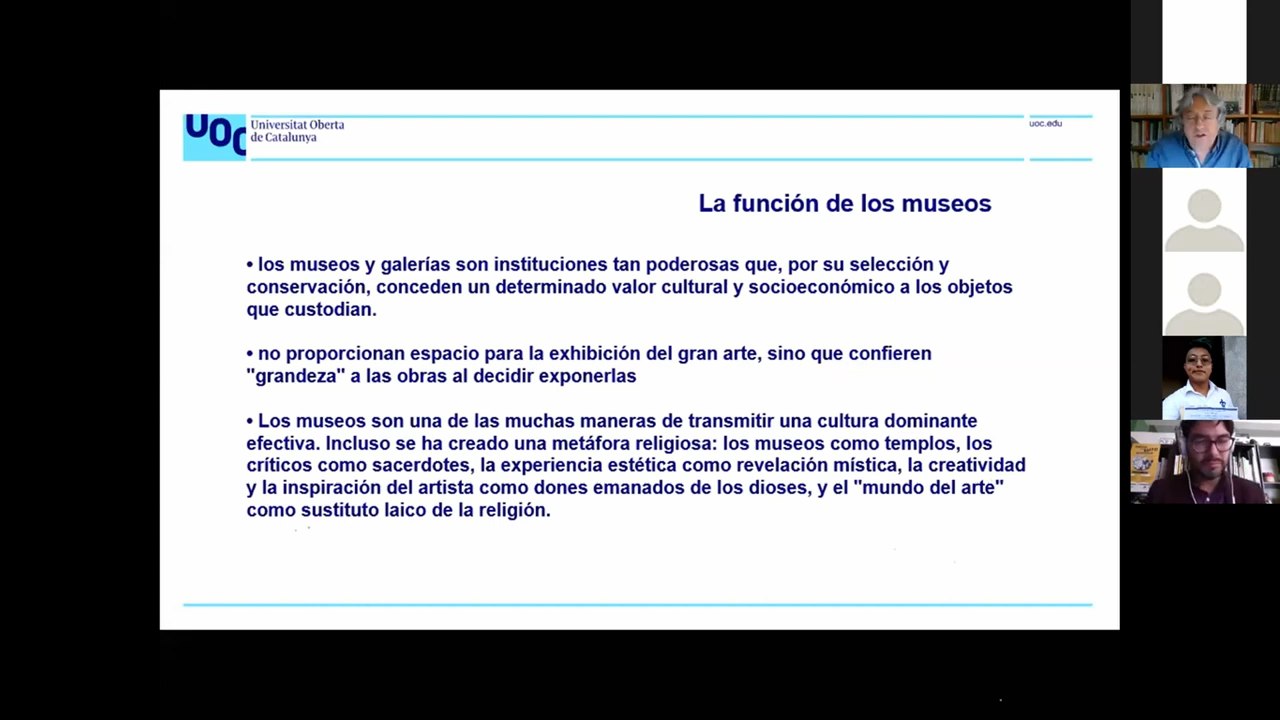 UOC
Universitat Oberta
de Catalunya
uoc.edu
La función de los museos
• los museos y galerías son instituciones tan poderosas que, por su selección y
conservación, conceden un determinado valor cultural y socioeconómico a los objetos
que custodian.
• no proporcionan espacio para la exhibición del gran arte, sino que confieren
"grandeza" a las obras al decidir exponerlas
• Los museos son una de las muchas maneras de transmitir una cultura dominante
efectiva. Incluso se ha creado una metáfora religiosa: los museos como templos, los
críticos como sacerdotes, la experiencia estética como revelación mística, la creatividad
y la inspiración del artista como dones emanados de los dioses, y el "mundo del arte"
como sustituto laico de la religión.